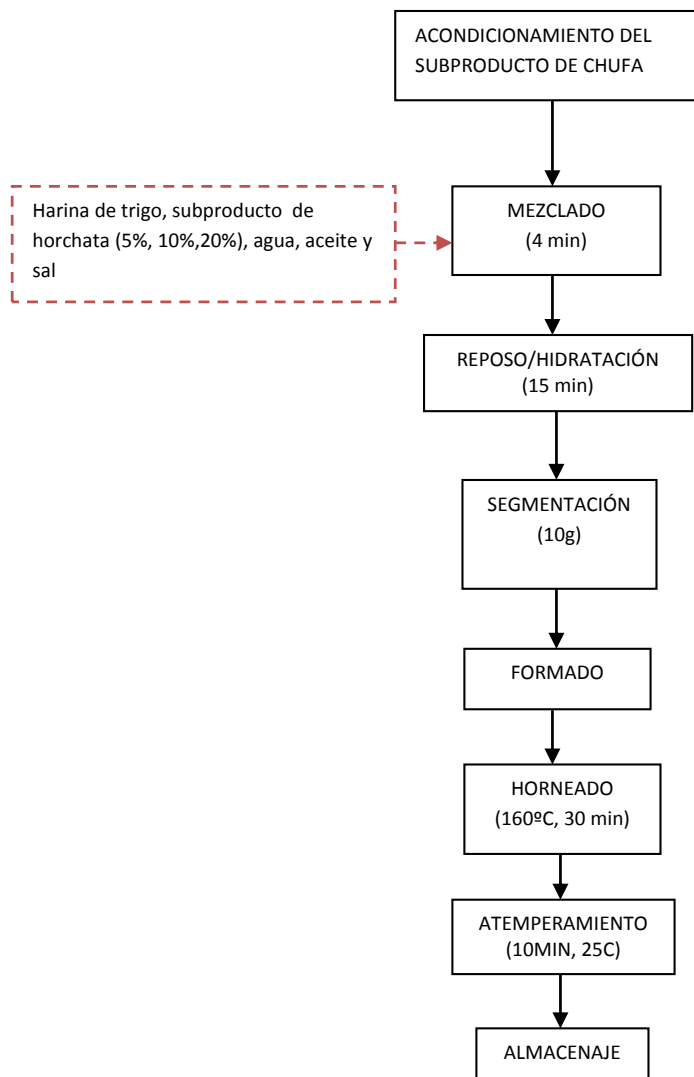 ACONDICIONAMIENTO DEL
SUBPRODUCTO DE CHUFA
Harina de trigo, subproducto de
horchata (5%, 10%,20%), agua, aceite y
sal
MEZCLADO
(4 min)
REPOSO/HIDRATACIÓN
(15 min)
SEGMENTACIÓN
(10g)
FORMADO
HORNEADO
(160ºC, 30 min)
ATEMPERAMIENTO
(10MIN, 25C)
ALMACENAJE